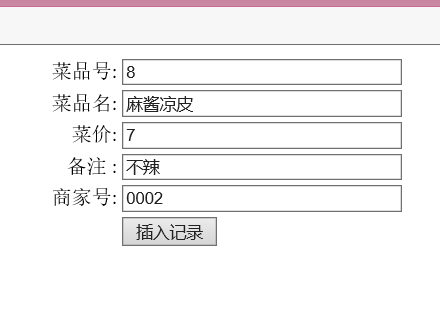 菜品号: 8
菜品名: 麻酱凉皮
菜价: 7
备注 : 不辣
商家号: 0002
插入记录